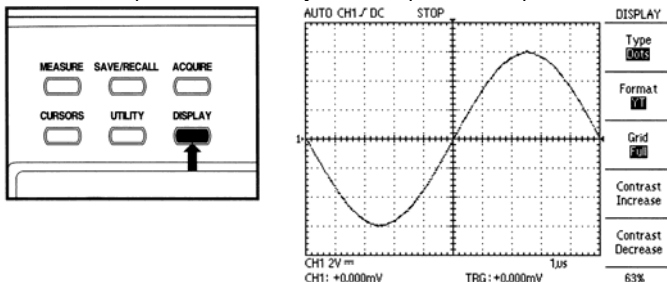 MEASURE SAVE/RECALL ACQUIRE
CURSORS UTILITY DISPLAY
AUTO CH1 DC STOP
1
CH1 2V
1us
CH1: +0.000mV TRG: +0.000mV
DISPLAY
Type
Dots
Format
YT
Grid
Full
Contrast
Increase
Contrast
Decrease
63%